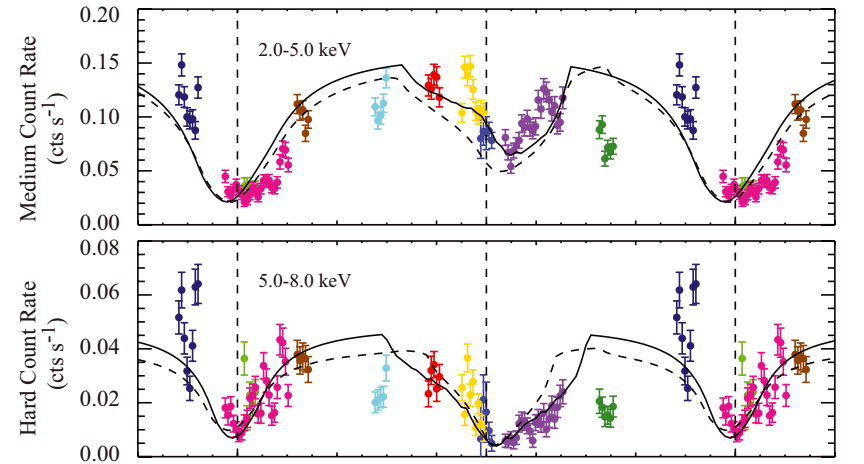 0.20
2.0-5.0 keV
0.15
0.10
0.05
0.00
Medium Count Rate
(cts s⁻¹)
0.08
5.0-8.0 keV
0.06
0.04
0.02
0.00
Hard Count Rate
(cts s⁻¹)